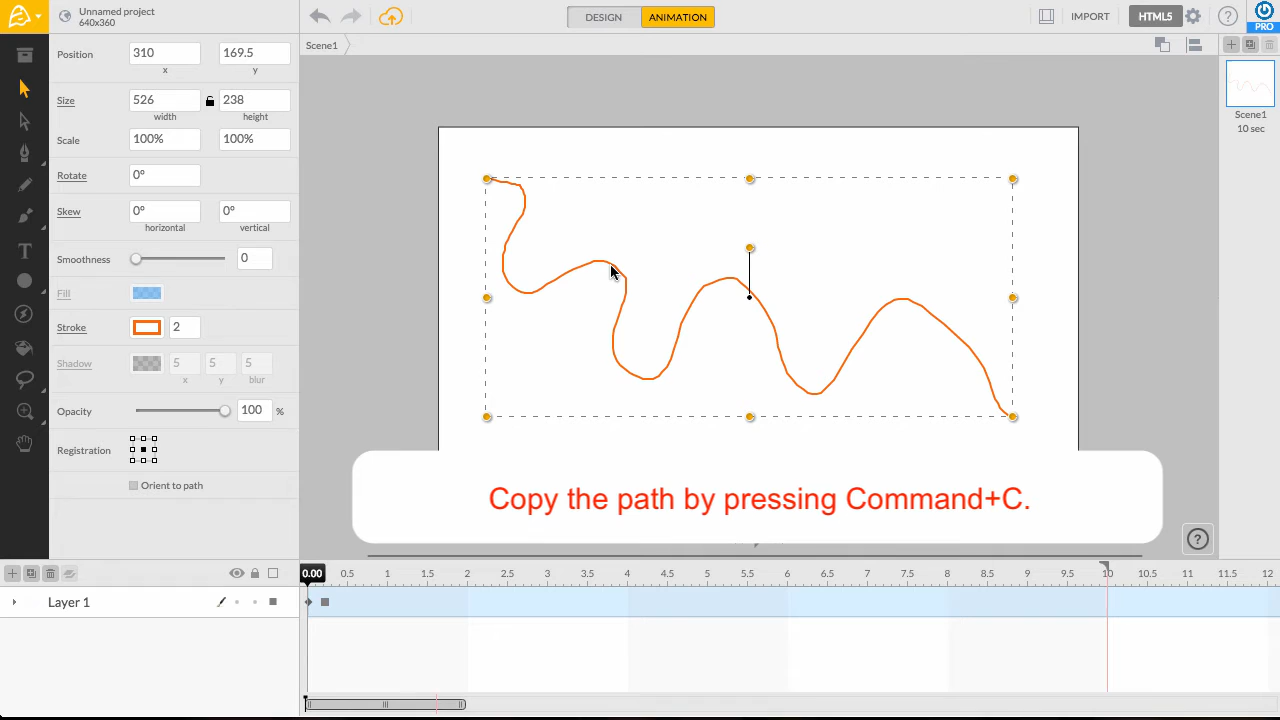 Unnamed project
640x360
DESIGN
ANIMATION
IMPORT
HTML5
PRO
Scene1
Position
310
169.5
x
y
Size
526
238
width
height
Scale
100%
100%
Rotate
0°
Skew
0°
0°
horizontal
vertical
Smoothness
0
Fill
Stroke
2
Shadow
5
5
5
x
y
blur
Opacity
100
%
Registration
Orient to path
Scene1
10 sec
Copy the path by pressing Command+C.
0.00 0.5 1 1.5 2 2.5 3 3.5 4 4.5 5 5.5 6 6.5 7 7.5 8 8.5 9 9.5 10 10.5 11 11.5 12
Layer 1